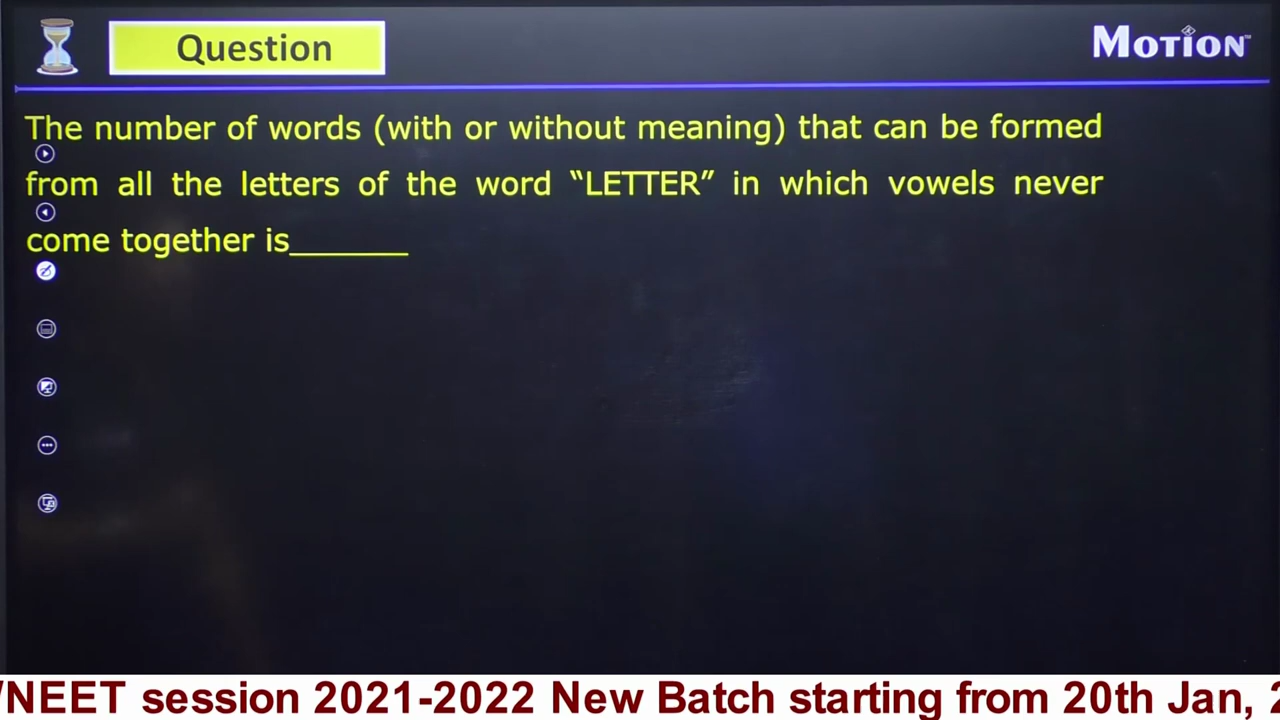 Question
MOTION™
The number of words (with or without meaning) that can be formed
from all the letters of the word “LETTER” in which vowels never
come together is_______
/NEET session 2021-2022 New Batch starting from 20th Jan, 2